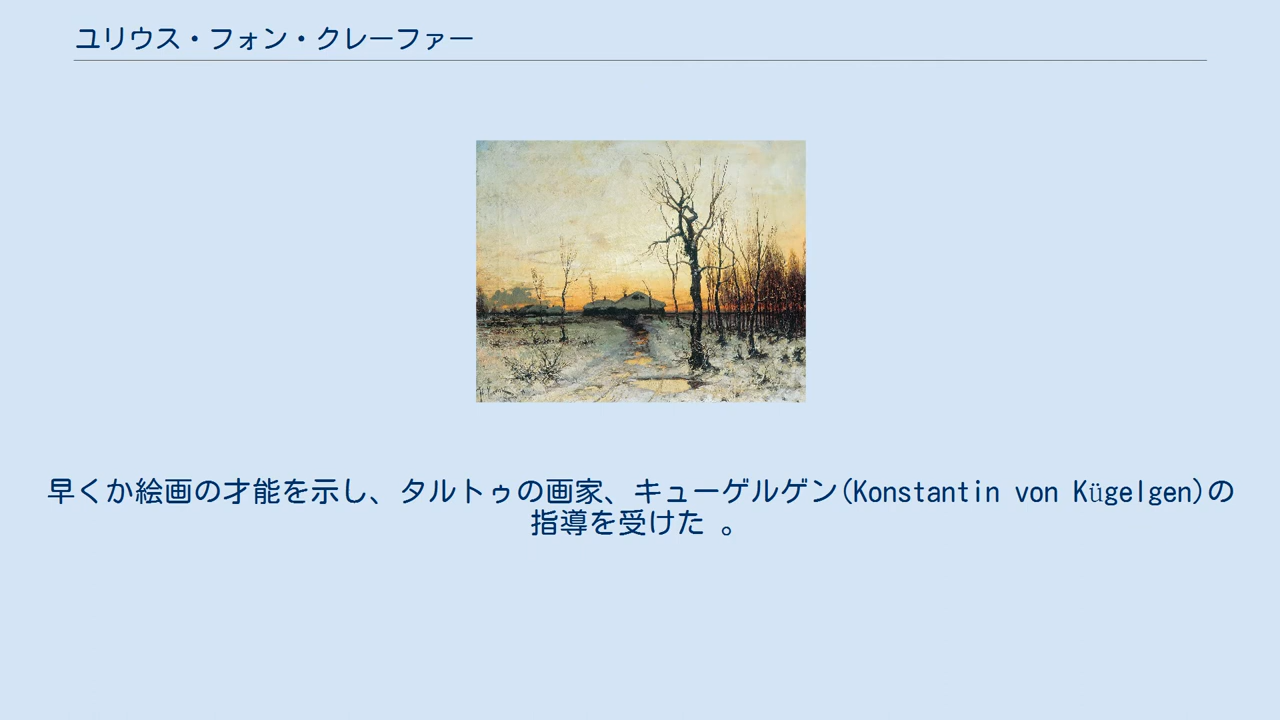 ユリウス・フォン・クレーファー
早くか絵画の才能を示し、タルトゥの画家、キューゲルゲン(Konstantin von Kügelgen)の
指導を受けた 。